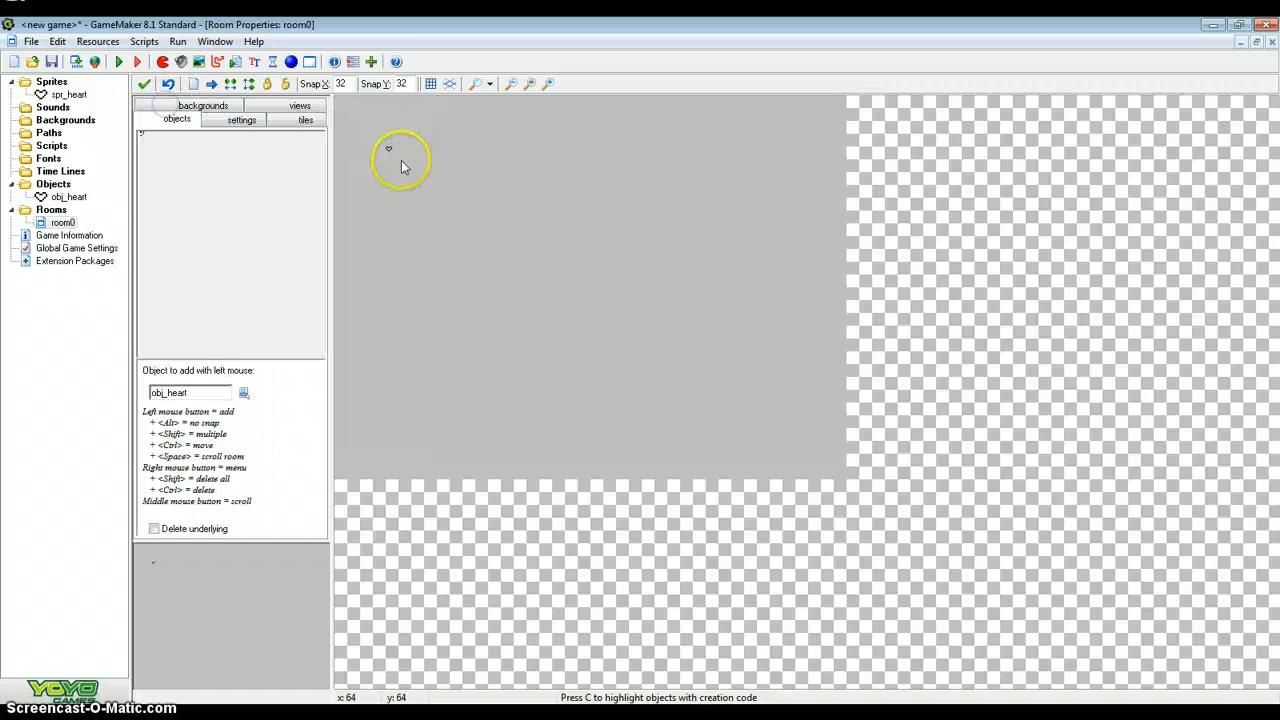 <new game>* - GameMaker 8.1 Standard - [Room Properties: room0]
File Edit Resources Scripts Run Window Help
Snap X: 32 Snap Y: 32
Sprites
spr_heart
Sounds
Backgrounds
Paths
Scripts
Fonts
Time Lines
Objects
obj_heart
Rooms
room0
Game Information
Global Game Settings
Extension Packages
backgrounds views
objects settings tiles
?
Object to add with left mouse:
obj_heart
Left mouse button = add
+ <Alt> = no snap
+ <Shift> = multiple
+ <Ctrl> = move
+ <Space> = scroll room
Right mouse button = menu
+ <Shift> = delete all
+ <Ctrl> = delete
Middle mouse button = scroll
Delete underlying
x: 64 y: 64 Press C to highlight objects with creation code
YOYO
GAMES
Screencast-O-Matic.com